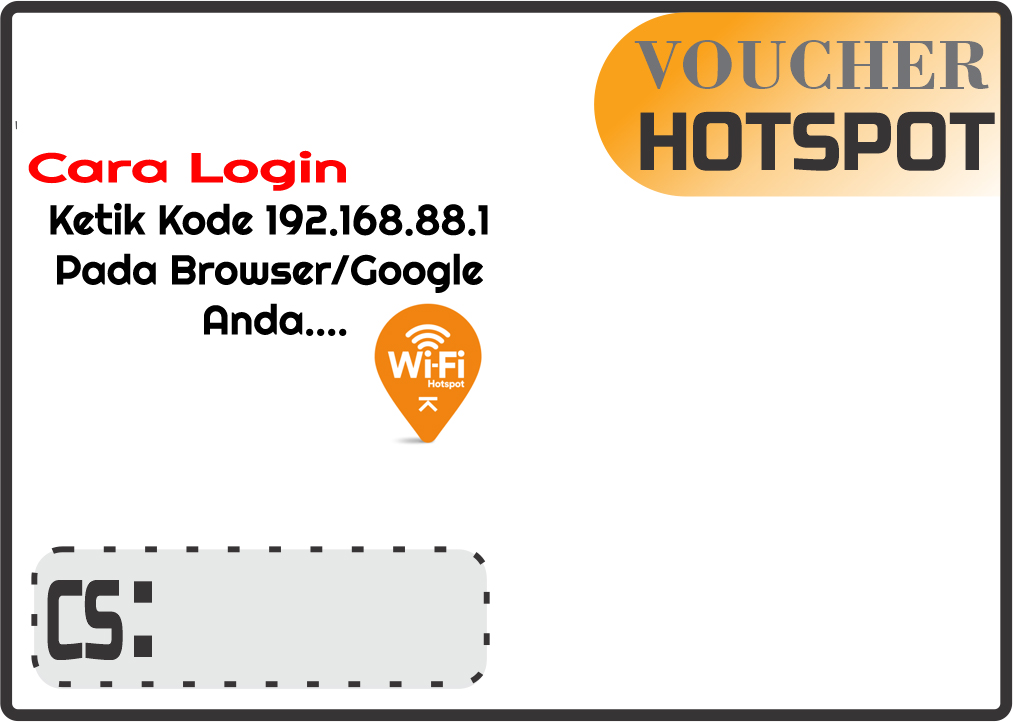 VOUCHER
HOTSPOT
Cara Login
Ketik Kode 192.168.88.1
Pada Browser/Google
Anda....
Wi-Fi
Hotspot
CS: